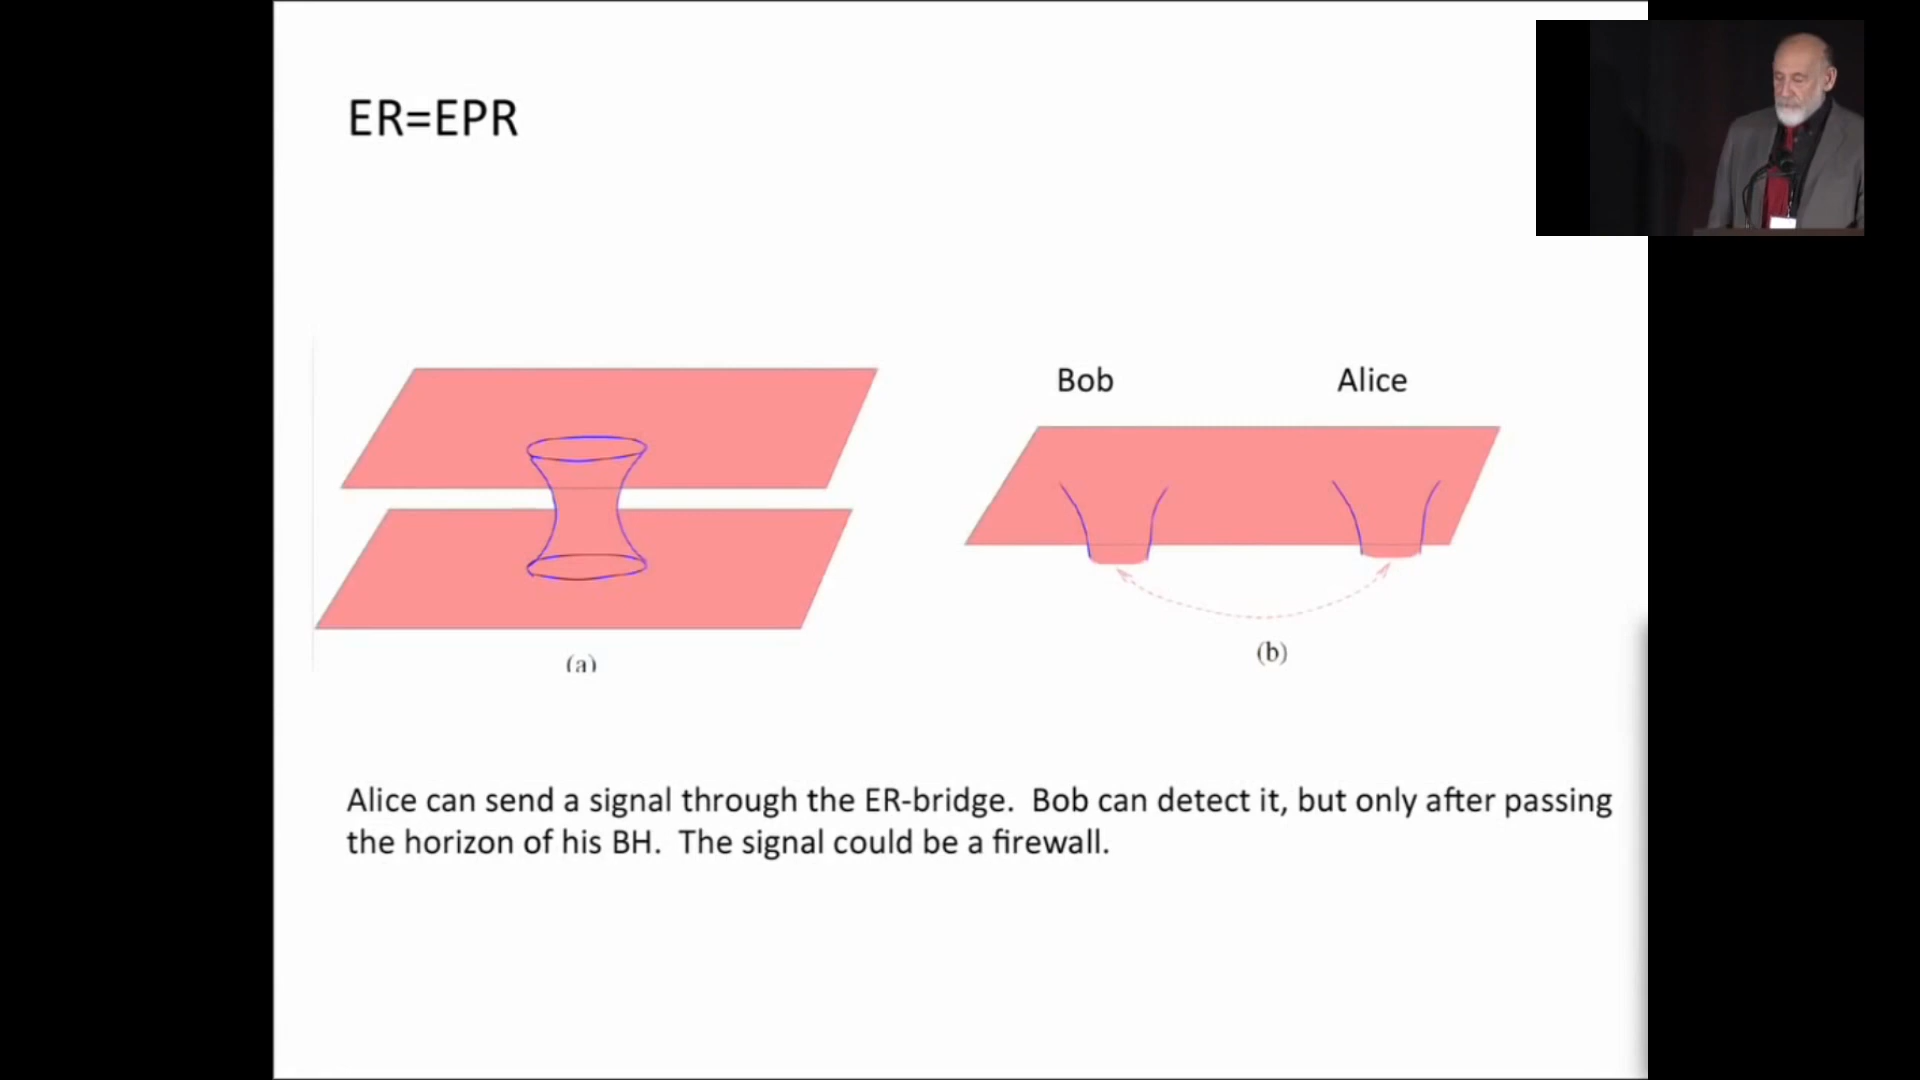 ER=EPR
Bob
Alice
(a)
(b)
Alice can send a signal through the ER-bridge.  Bob can detect it, but only after passing
the horizon of his BH.  The signal could be a firewall.